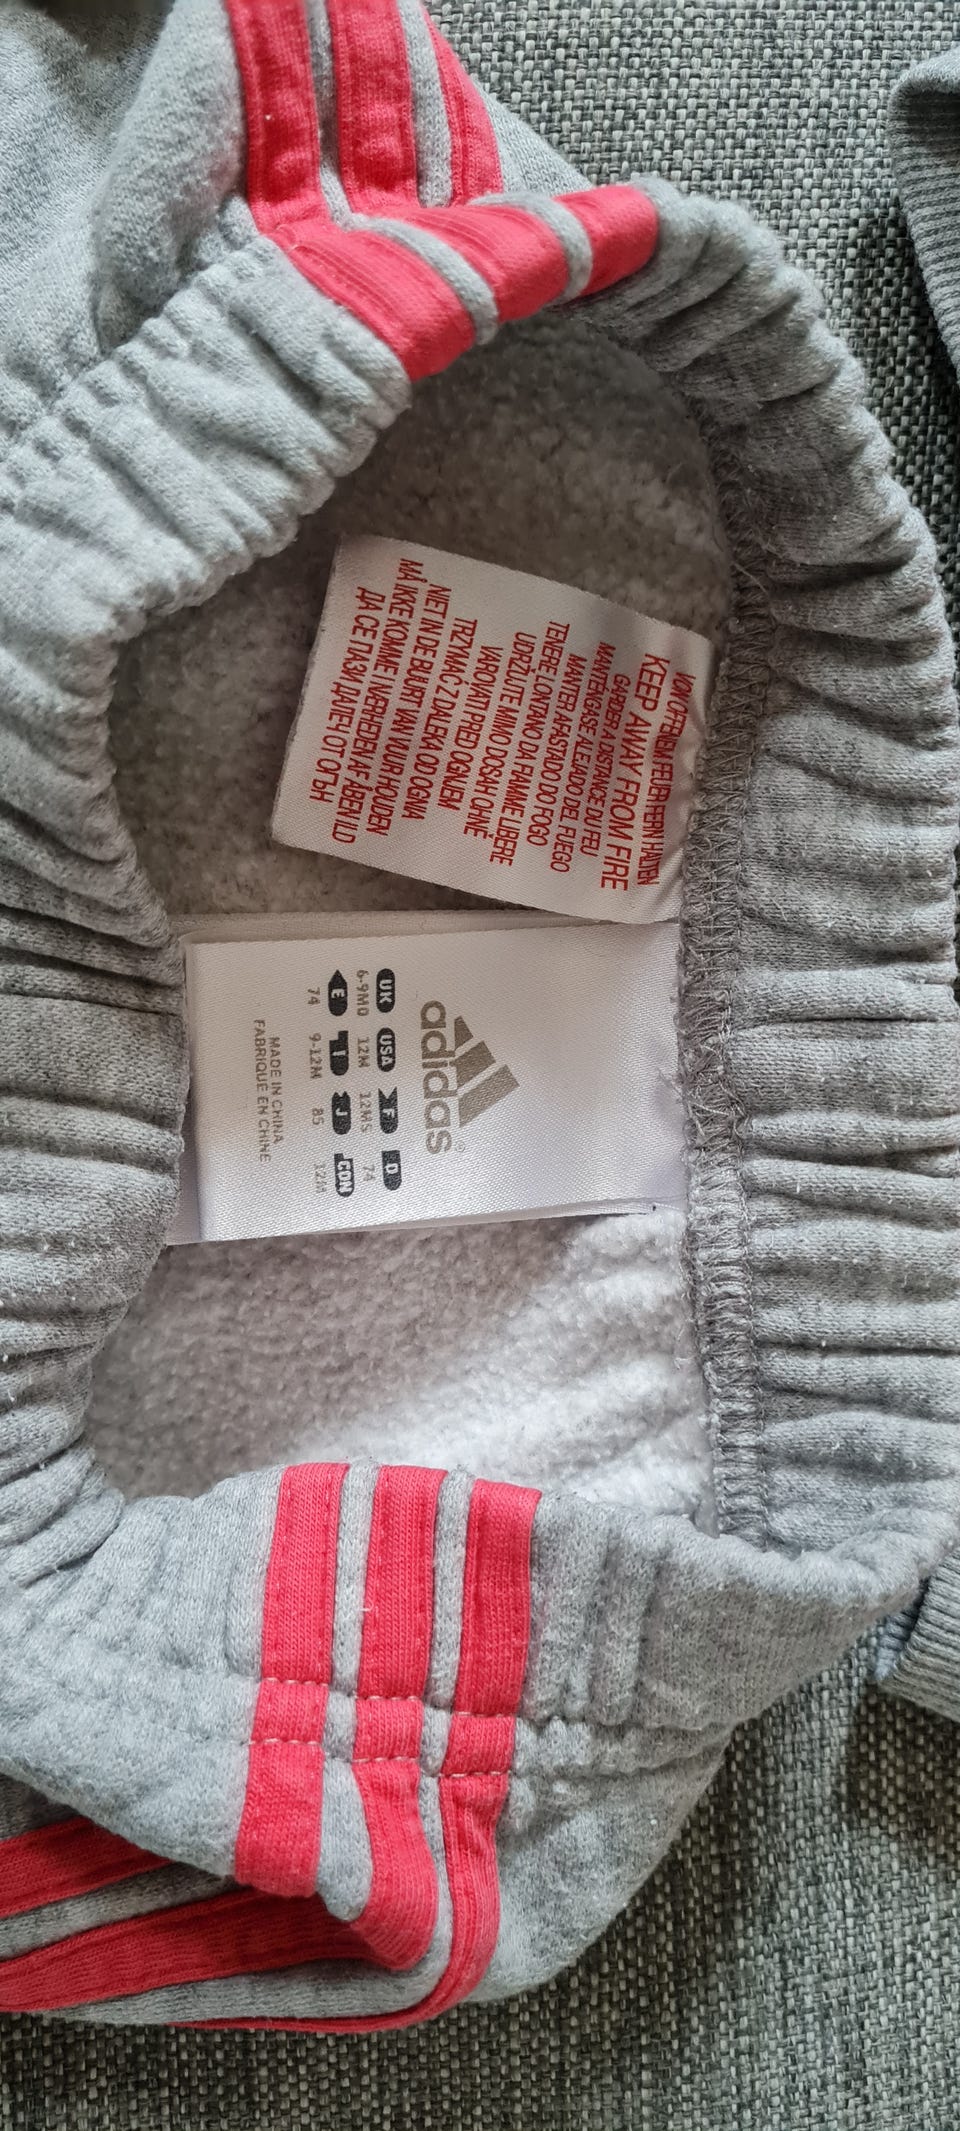 VON OFFENEM FEUER FERN HALTEN
KEEP AWAY FROM FIRE
GARDER A DISTANCE DU FEU
MANTENGASE ALEJADO DEL FUEGO
MANTER AFASTADO DO FOGO
TENERE LONTANO DA FIAMME LIBERE
UDRŽUJTE MIMO DOSAH OHNĚ
VAROVATI PRED OGNJEM
TRZYMAĆ Z DALEKA OD OGNIA
NIET IN DE BUURT VAN VUUR HOUDEN
MÅ IKKE KOMME I VERHEDEN AF ÅBEN ILD
ДА СЕ ПАЗИ ДАЛЕЧ ОТ ОГЪН
adidas®
UK USA F D
6-9MO 12M 12MS 74
E I J CON
74 9-12M 85 12M
MADE IN CHINA
FABRIQUÉ EN CHINE